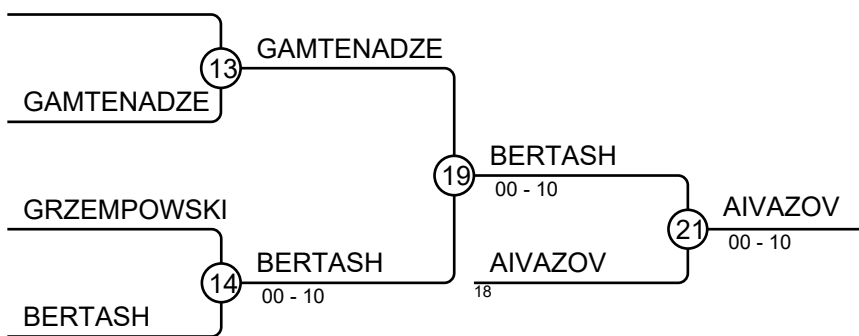 13
GAMTENADZE
GAMTENADZE
19
BERTASH
00 - 10
GRZEMPOWSKI
14
BERTASH
00 - 10
BERTASH
AIVAZOV
18
21
AIVAZOV
00 - 10